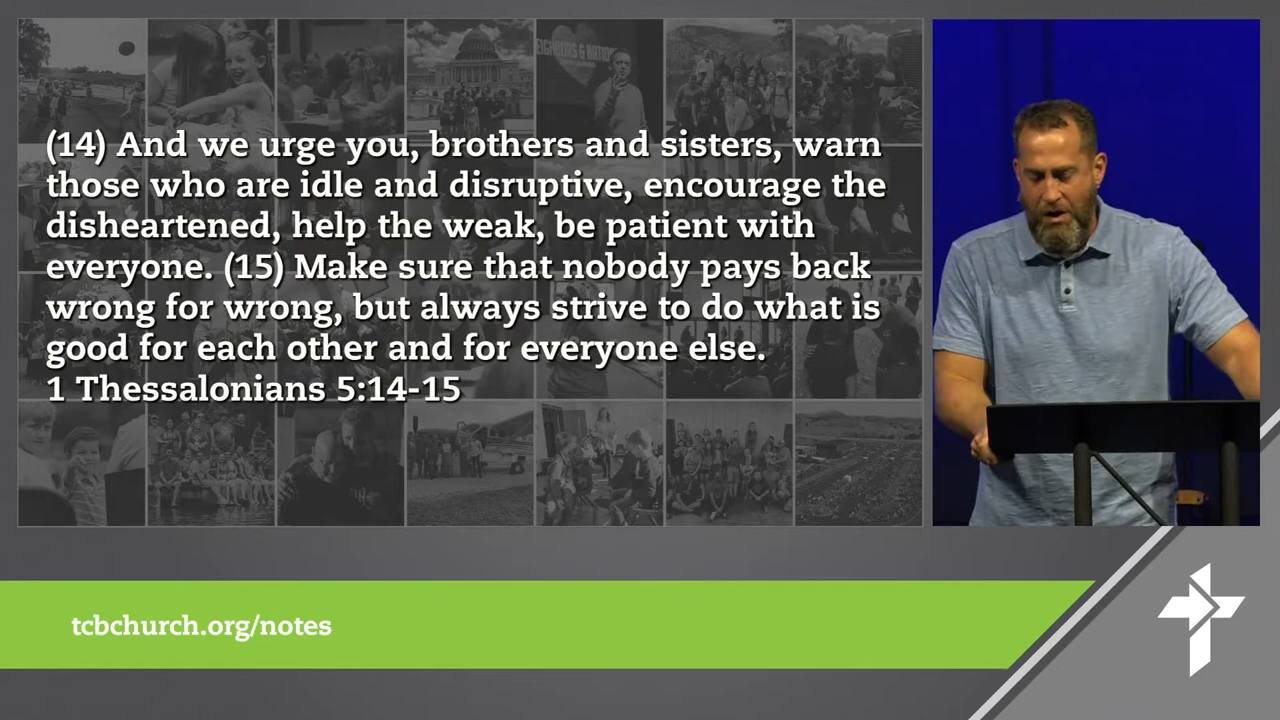 (14) And we urge you, brothers and sisters, warn
those who are idle and disruptive, encourage the
disheartened, help the weak, be patient with
everyone. (15) Make sure that nobody pays back
wrong for wrong, but always strive to do what is
good for each other and for everyone else.
1 Thessalonians 5:14-15
tcbchurch.org/notes